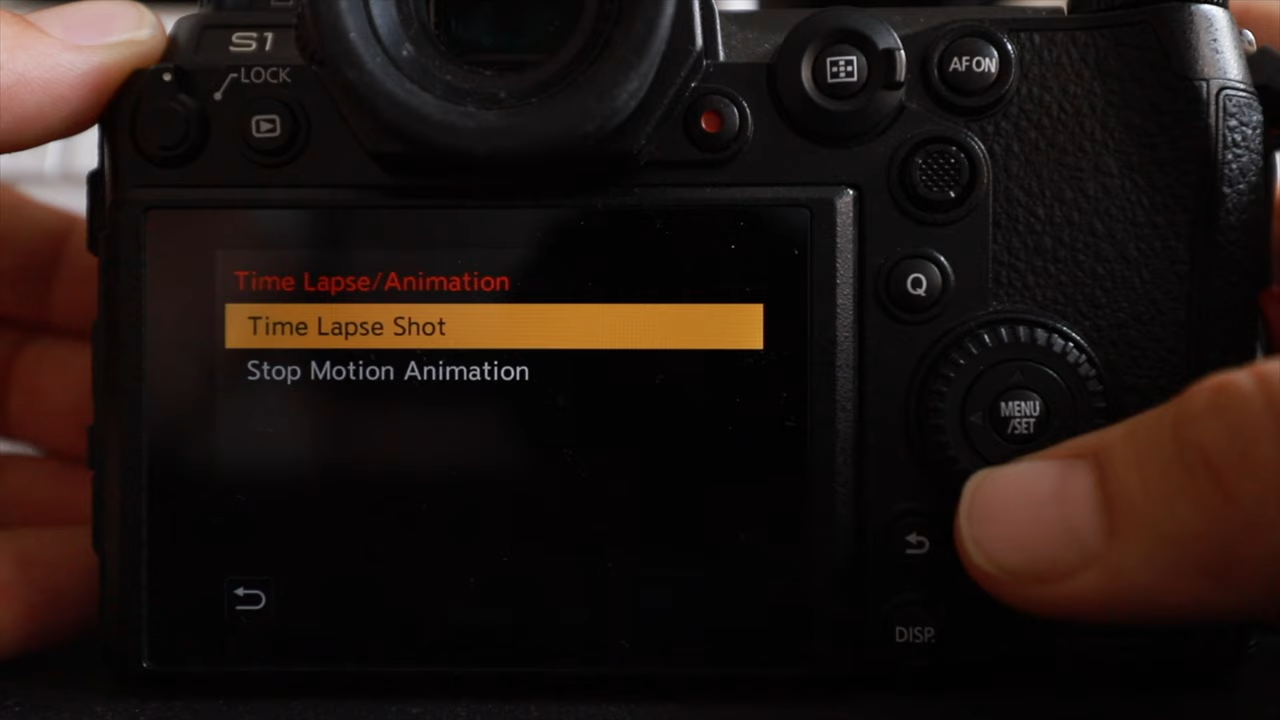 S1
LOCK
AF ON
Time Lapse/Animation
Time Lapse Shot
Stop Motion Animation
Q
MENU
/SET
DISP.